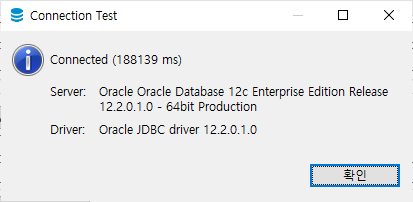 Connection Test
Connected (188139 ms)
Server: Oracle Oracle Database 12c Enterprise Edition Release
12.2.0.1.0 - 64bit Production
Driver: Oracle JDBC driver 12.2.0.1.0
확인